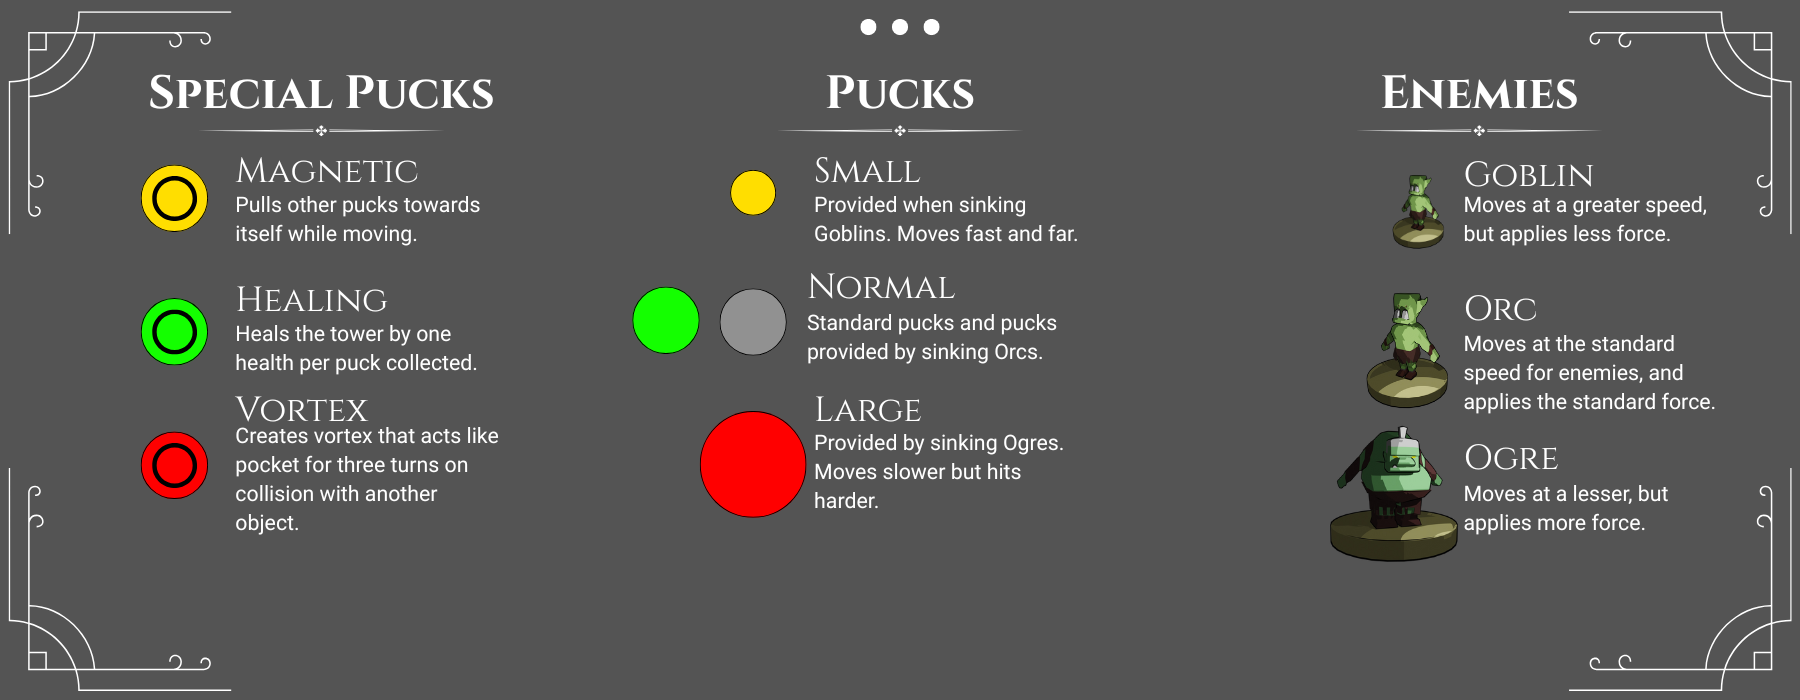 Special Pucks
Magnetic
Pulls other pucks towards
itself while moving.
Healing
Heals the tower by one
health per puck collected.
Vortex
Creates vortex that acts like
pocket for three turns on
collision with another
object.
Pucks
Small
Provided when sinking
Goblins. Moves fast and far.
Normal
Standard pucks and pucks
provided by sinking Orcs.
Large
Provided by sinking Ogres.
Moves slower but hits
harder.
Enemies
Goblin
Moves at a greater speed,
but applies less force.
Orc
Moves at the standard
speed for enemies, and
applies the standard force.
Ogre
Moves at a lesser, but
applies more force.